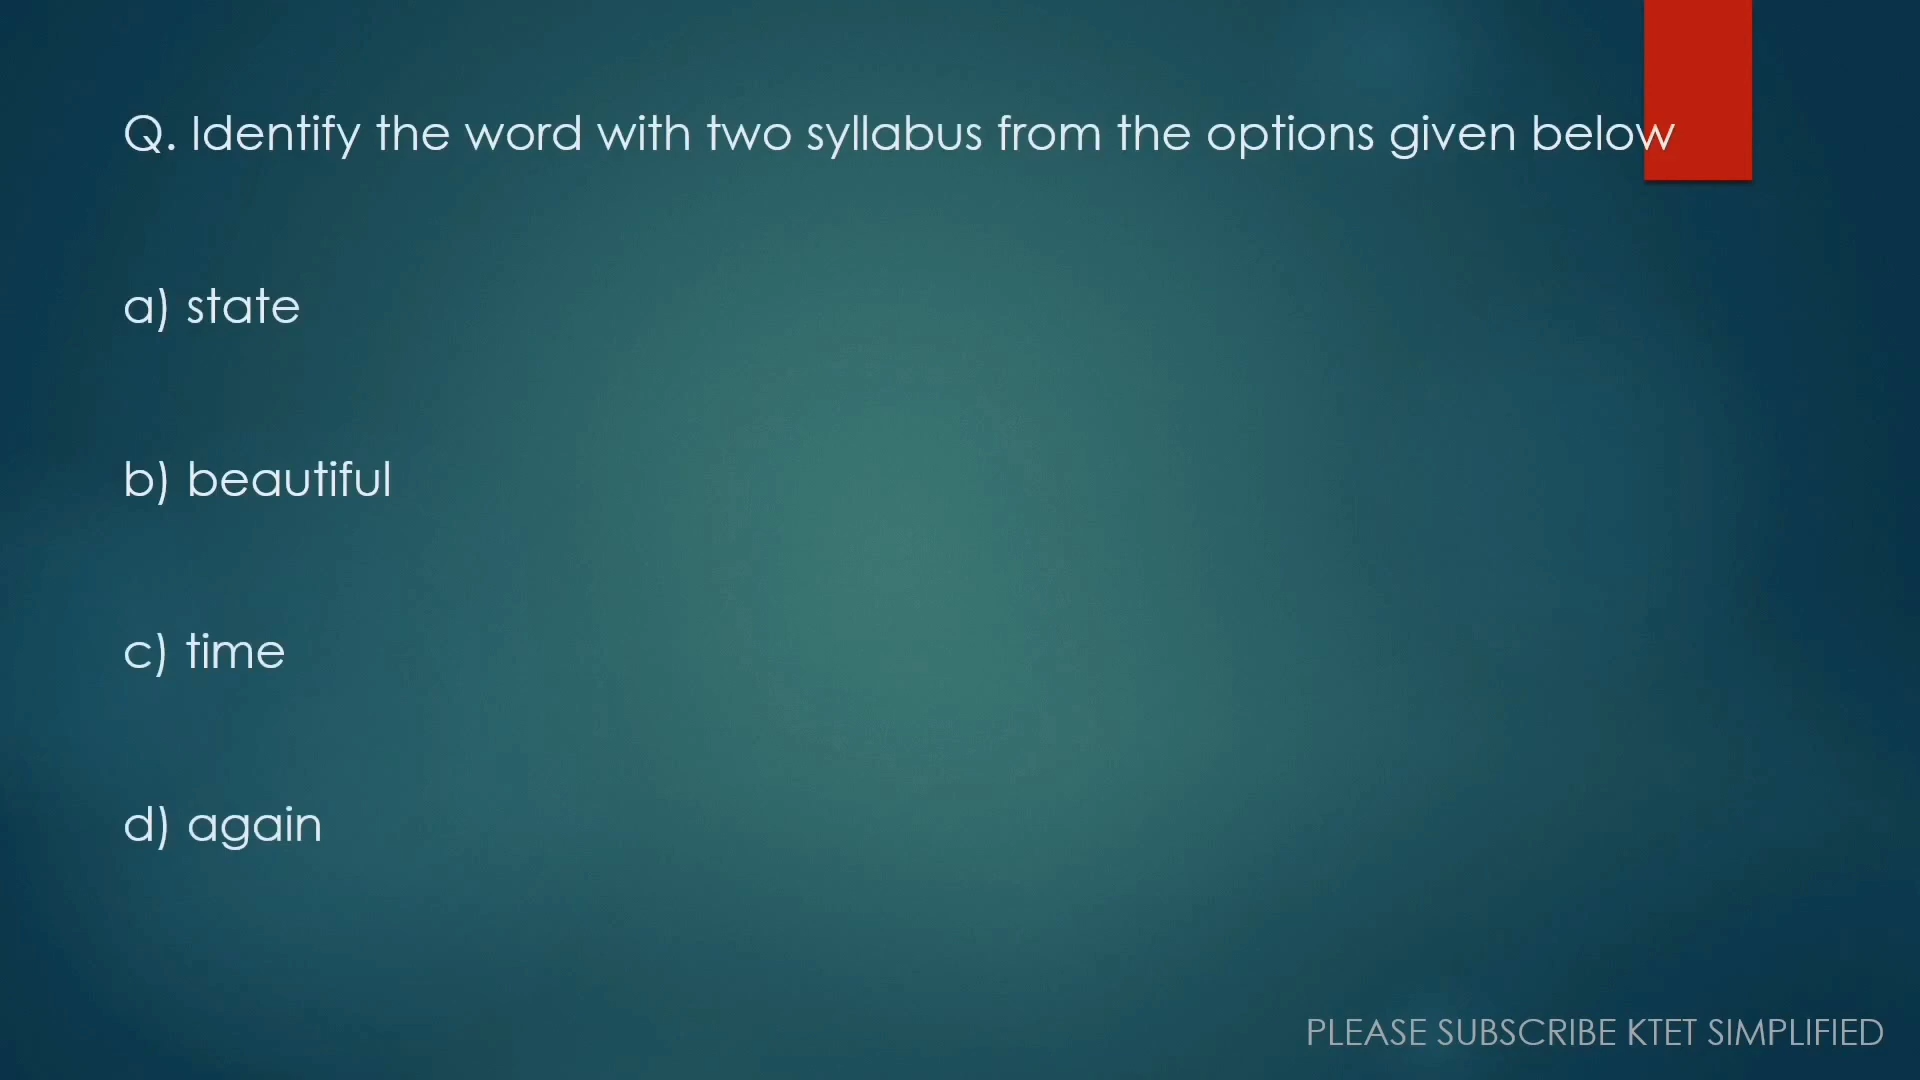 Q. Identify the word with two syllabus from the options given below
a) state
b) beautiful
c) time
d) again
PLEASE SUBSCRIBE KTET SIMPLIFIED